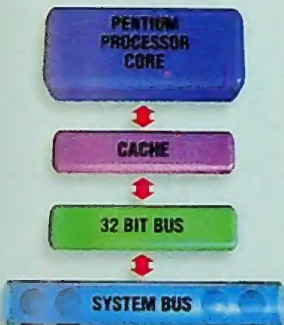 PENTIUM
PROCESSOR
CORE
CACHE
32 BIT BUS
SYSTEM BUS